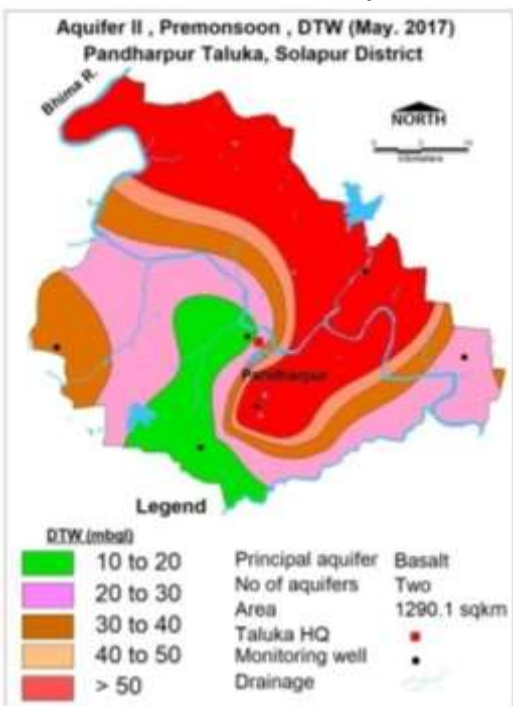 Aquifer II , Premonsoon , DTW (May. 2017)
Pandharpur Taluka, Solapur District
Bhima R.
NORTH
Kilometers
Pandharpur
Legend
DTW (mbgl)
10 to 20
20 to 30
30 to 40
40 to 50
> 50
Principal aquifer Basalt
No of aquifers Two
Area 1290.1 sqkm
Taluka HQ
Monitoring well
Drainage